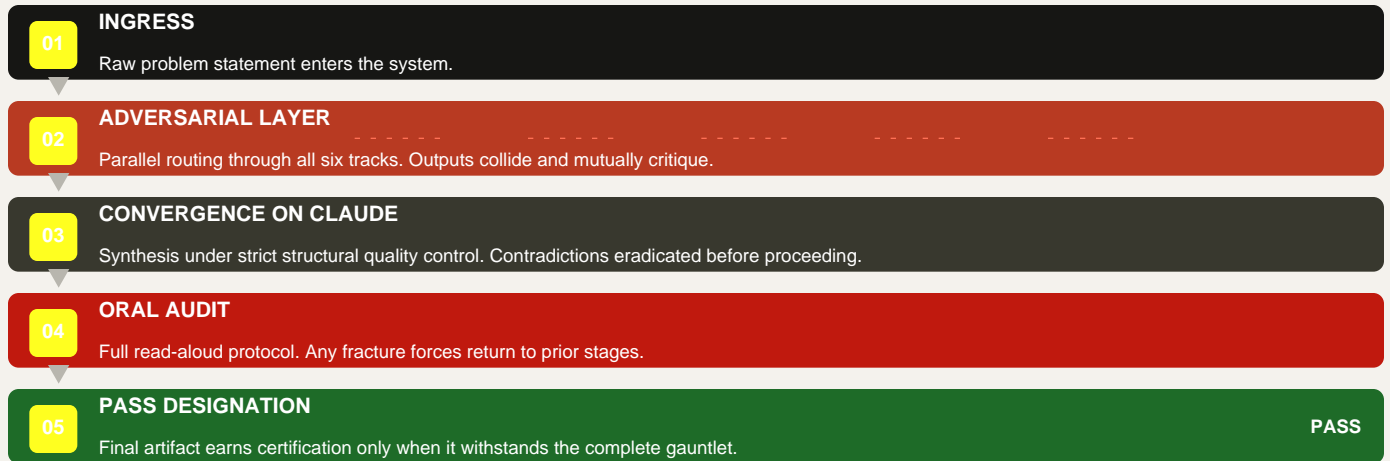 INGRESS
01
Raw problem statement enters the system.
ADVERSARIAL LAYER
02
Parallel routing through all six tracks. Outputs collide and mutually critique.
CONVERGENCE ON CLAUDE
03
Synthesis under strict structural quality control. Contradictions eradicated before proceeding.
ORAL AUDIT
04
Full read-aloud protocol. Any fracture forces return to prior stages.
PASS DESIGNATION
05
PASS
Final artifact earns certification only when it withstands the complete gauntlet.